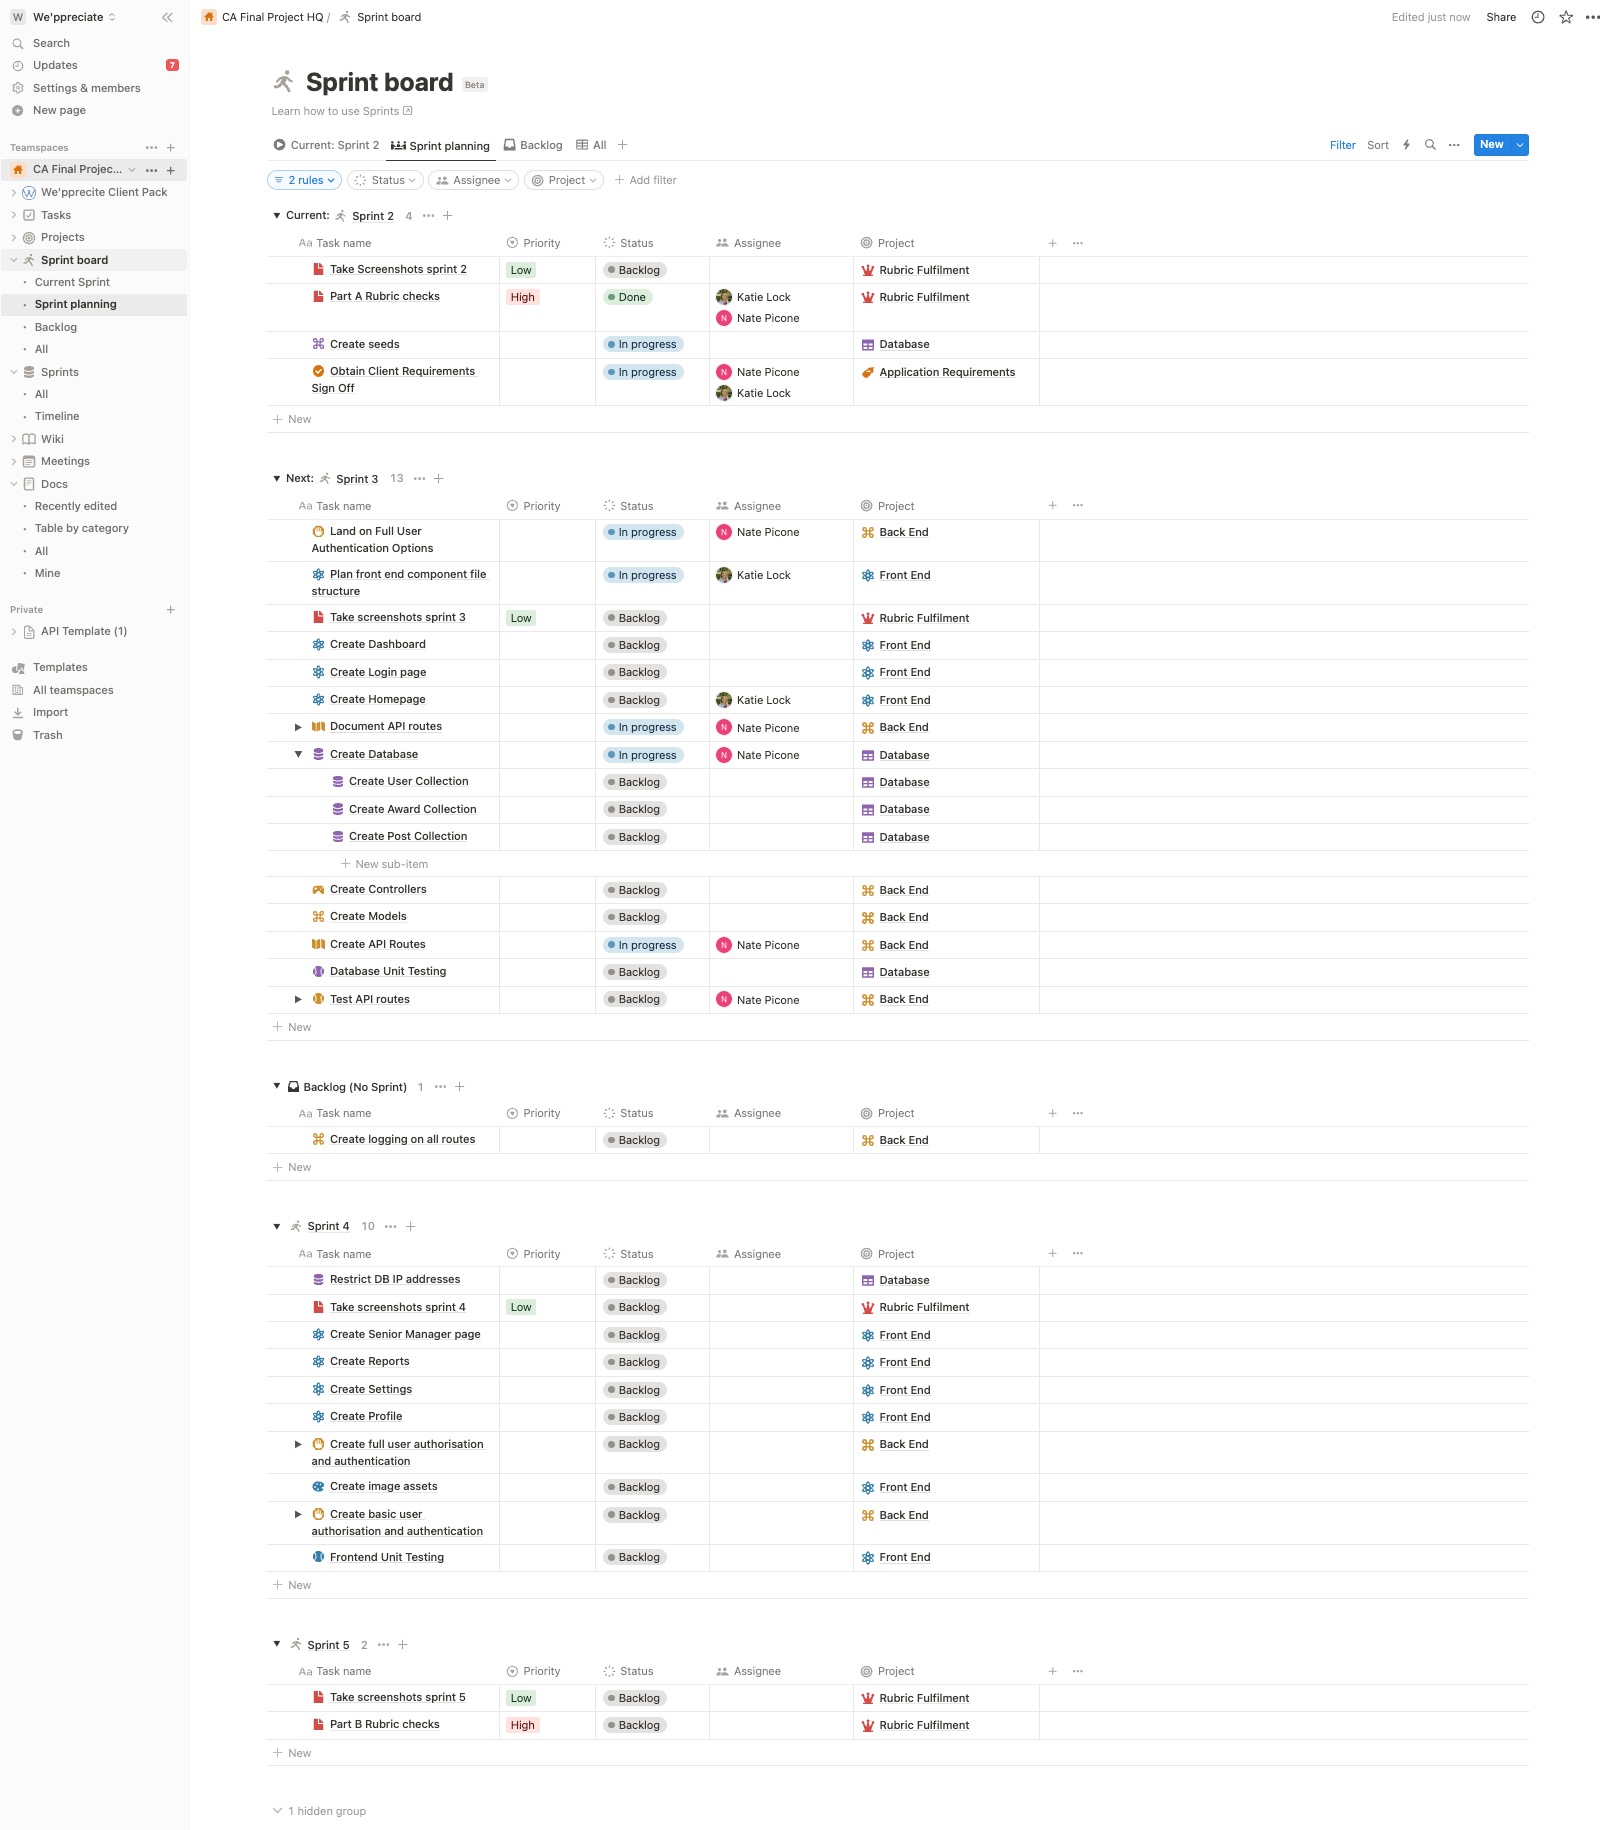 W We'ppreciate
Search
Updates 7
Settings & members
New page
Teamspaces
CA Final Projec...
We'pprecite Client Pack
Tasks
Projects
Sprint board
Current Sprint
Sprint planning
Backlog
All
Sprints
All
Timeline
Wiki
Meetings
Docs
Recently edited
Table by category
All
Mine
Private
API Template (1)
Templates
All teamspaces
Import
Trash
CA Final Project HQ / Sprint board
Edited just now Share
Sprint board Beta
Learn how to use Sprints
Current: Sprint 2 Sprint planning Backlog All
Filter Sort New
2 rules Status Assignee Project Add filter
Current: Sprint 2 4
Aa Task name Priority Status Assignee Project
Take Screenshots sprint 2 Low Backlog Rubric Fulfilment
Part A Rubric checks High Done Katie Lock Rubric Fulfilment
N Nate Picone
Create seeds In progress Database
Obtain Client Requirements In progress N Nate Picone Application Requirements
Sign Off Katie Lock
New
Next: Sprint 3 13
Aa Task name Priority Status Assignee Project
Land on Full User In progress N Nate Picone Back End
Authentication Options
Plan front end component file In progress Katie Lock Front End
structure
Take screenshots sprint 3 Low Backlog Rubric Fulfilment
Create Dashboard Backlog Front End
Create Login page Backlog Front End
Create Homepage Backlog Katie Lock Front End
Document API routes In progress N Nate Picone Back End
Create Database In progress N Nate Picone Database
Create User Collection Backlog Database
Create Award Collection Backlog Database
Create Post Collection Backlog Database
New sub-item
Create Controllers Backlog Back End
Create Models Backlog Back End
Create API Routes In progress N Nate Picone Back End
Database Unit Testing Backlog Database
Test API routes Backlog N Nate Picone Back End
New
Backlog (No Sprint) 1
Aa Task name Priority Status Assignee Project
Create logging on all routes Backlog Back End
New
Sprint 4 10
Aa Task name Priority Status Assignee Project
Restrict DB IP addresses Backlog Database
Take screenshots sprint 4 Low Backlog Rubric Fulfilment
Create Senior Manager page Backlog Front End
Create Reports Backlog Front End
Create Settings Backlog Front End
Create Profile Backlog Front End
Create full user authorisation Backlog Back End
and authentication
Create image assets Backlog Front End
Create basic user Backlog Back End
authorisation and authentication
Frontend Unit Testing Backlog Front End
New
Sprint 5 2
Aa Task name Priority Status Assignee Project
Take screenshots sprint 5 Low Backlog Rubric Fulfilment
Part B Rubric checks High Backlog Rubric Fulfilment
New
1 hidden group